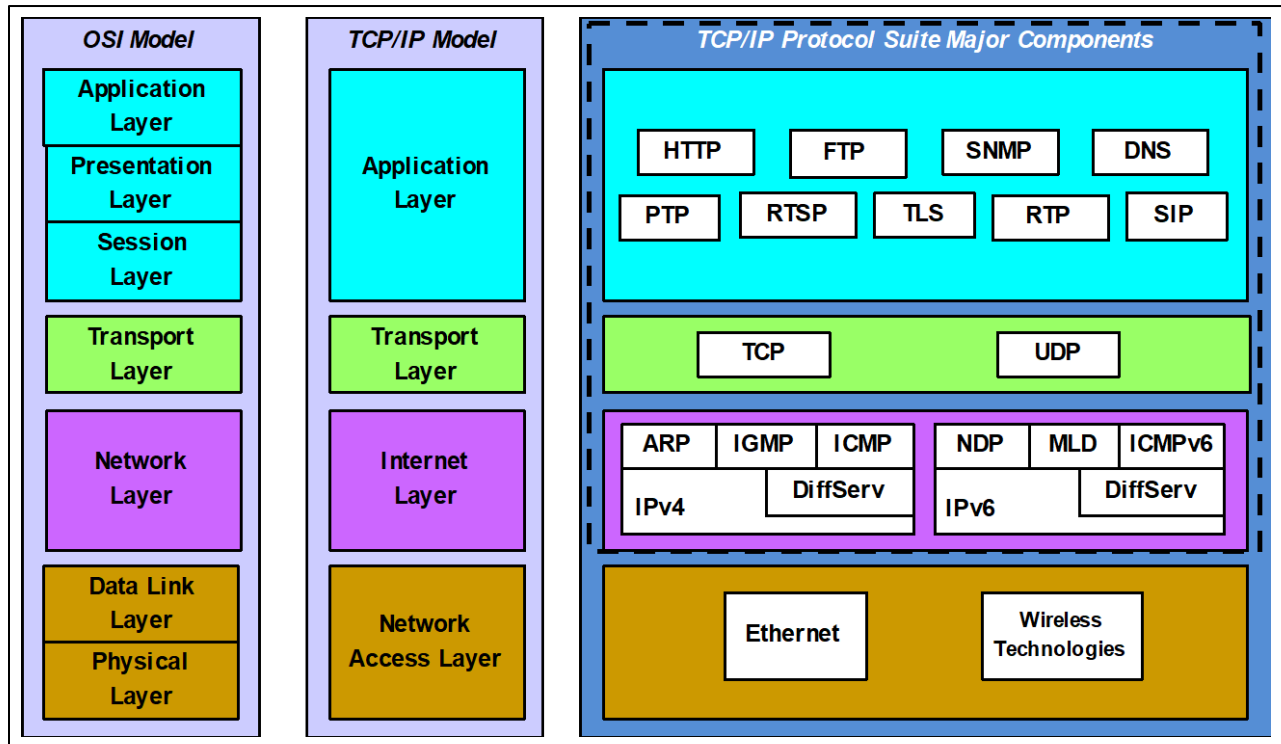 OSI Model
Application
Layer
Presentation
Layer
Session
Layer
Transport
Layer
Network
Layer
Data Link
Layer
Physical
Layer
TCP/IP Model
Application
Layer
Transport
Layer
Internet
Layer
Network
Access Layer
TCP/IP Protocol Suite Major Components
HTTP
FTP
SNMP
DNS
PTP
RTSP
TLS
RTP
SIP
TCP
UDP
ARP
IGMP
ICMP
DiffServ
IPv4
NDP
MLD
ICMPv6
DiffServ
IPv6
Ethernet
Wireless
Technologies